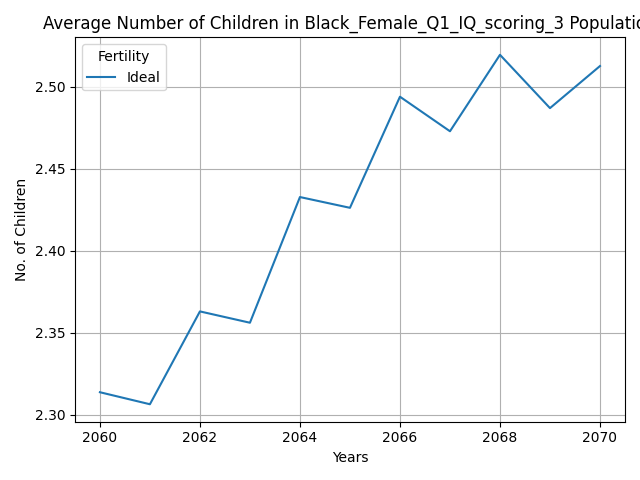 Average Number of Children in Black_Female_Q1_IQ_scoring_3 Populatio
Fertility
Ideal
2.50
2.45
2.40
2.35
2.30
No. of Children
2060 2062 2064 2066 2068 2070
Years